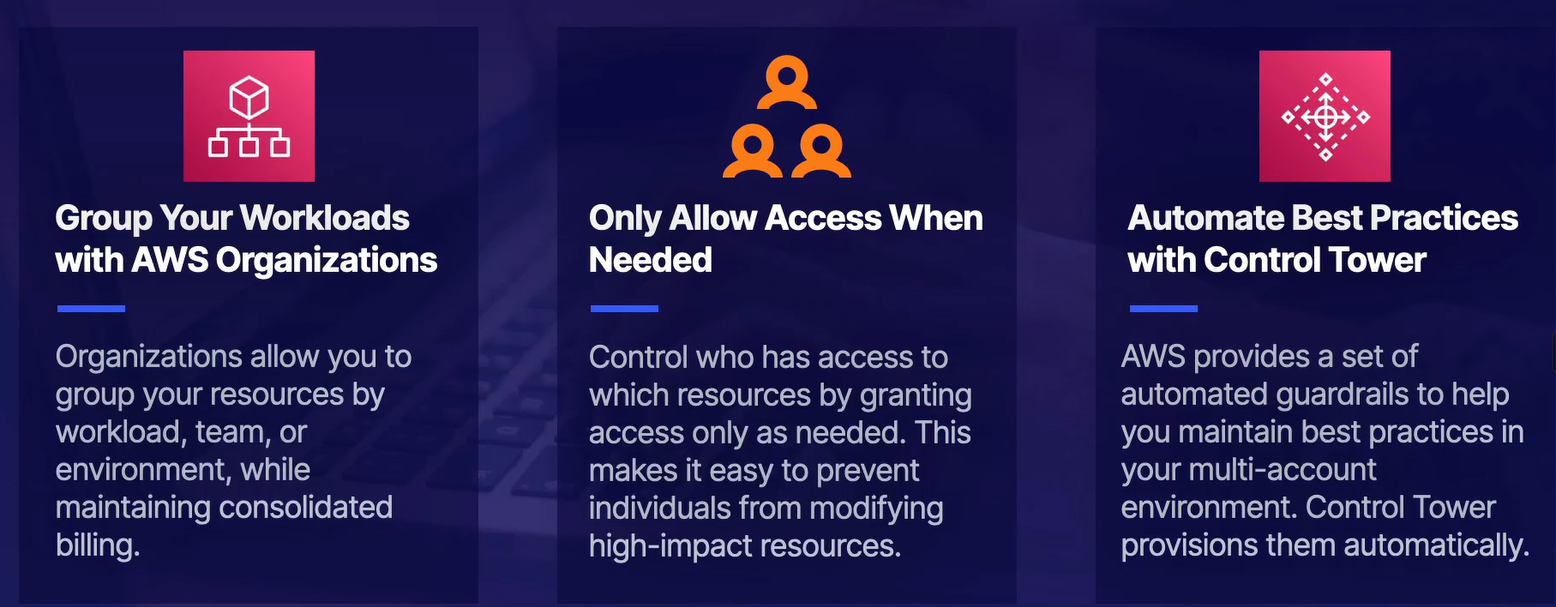 Group Your Workloads
with AWS Organizations
Organizations allow you to
group your resources by
workload, team, or
environment, while
maintaining consolidated
billing.
Only Allow Access When
Needed
Control who has access to
which resources by granting
access only as needed. This
makes it easy to prevent
individuals from modifying
high-impact resources.
Automate Best Practices
with Control Tower
AWS provides a set of
automated guardrails to help
you maintain best practices in
your multi-account
environment. Control Tower
provisions them automatically.